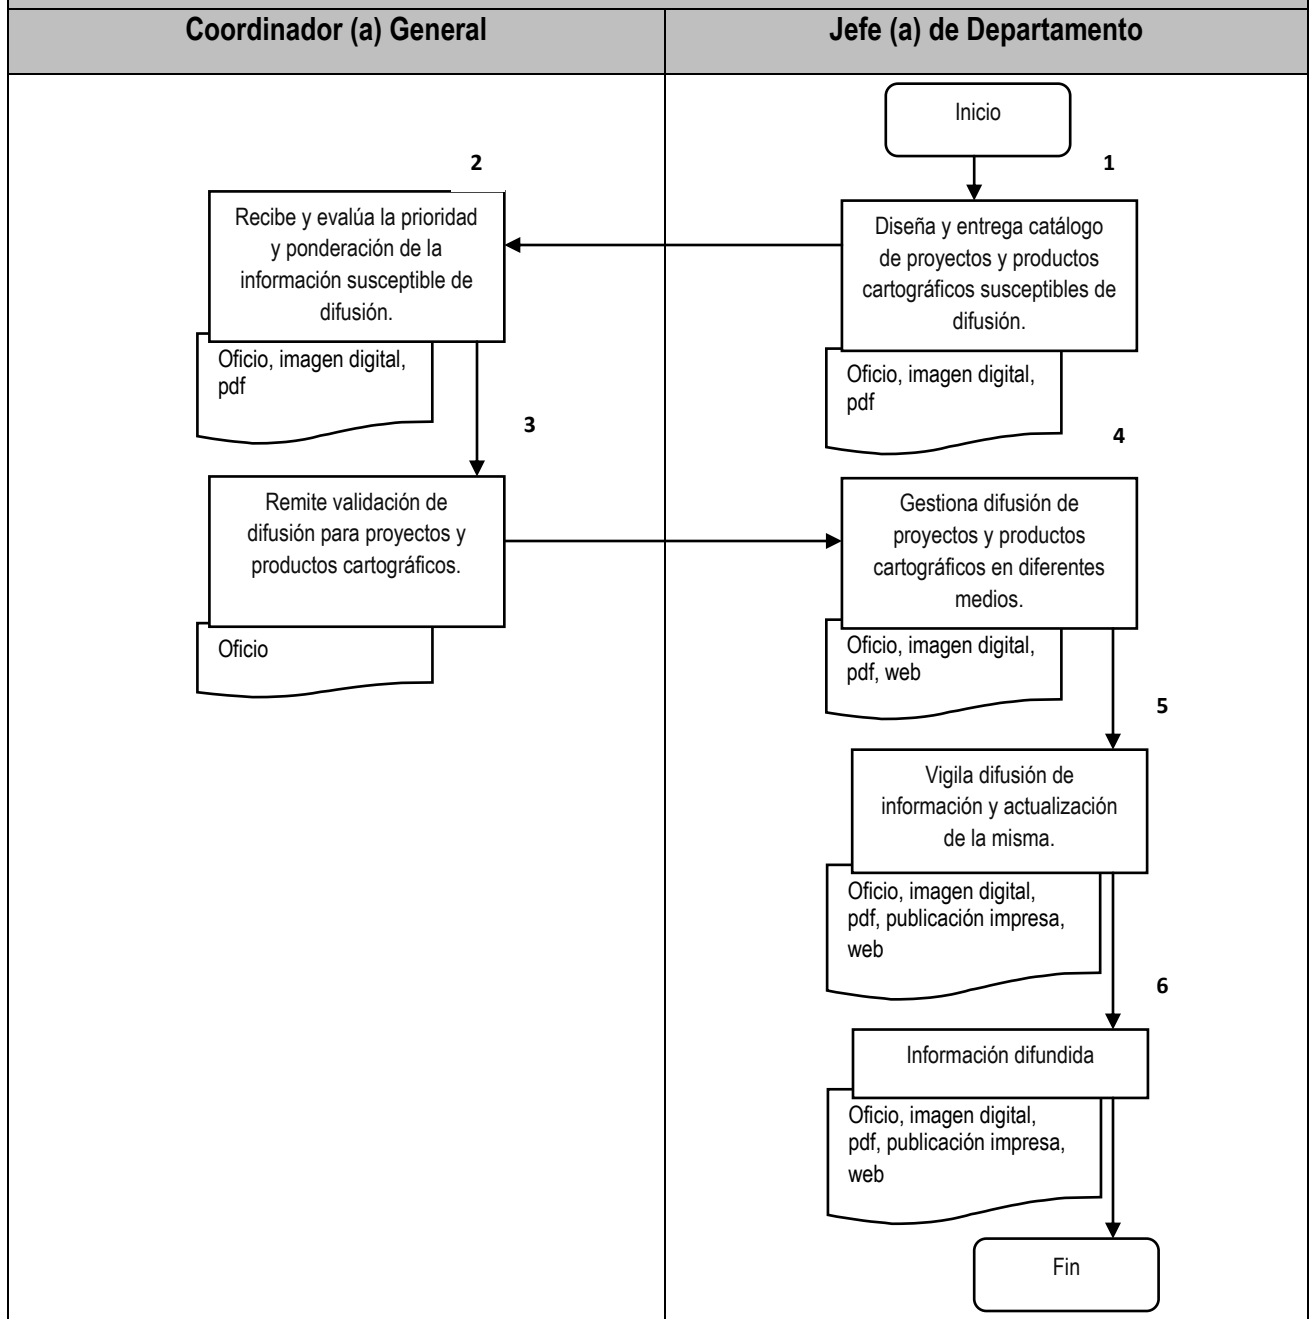 Coordinador (a) General
Jefe (a) de Departamento
Inicio
1
Diseña y entrega catálogo
de proyectos y productos
cartográficos susceptibles de
difusión.
Oficio, imagen digital,
pdf
2
Recibe y evalúa la prioridad
y ponderación de la
información susceptible de
difusión.
Oficio, imagen digital,
pdf
3
Remite validación de
difusión para proyectos y
productos cartográficos.
Oficio
4
Gestiona difusión de
proyectos y productos
cartográficos en diferentes
medios.
Oficio, imagen digital,
pdf, web
5
Vigila difusión de
información y actualización
de la misma.
Oficio, imagen digital,
pdf, publicación impresa,
web
6
Información difundida
Oficio, imagen digital,
pdf, publicación impresa,
web
Fin